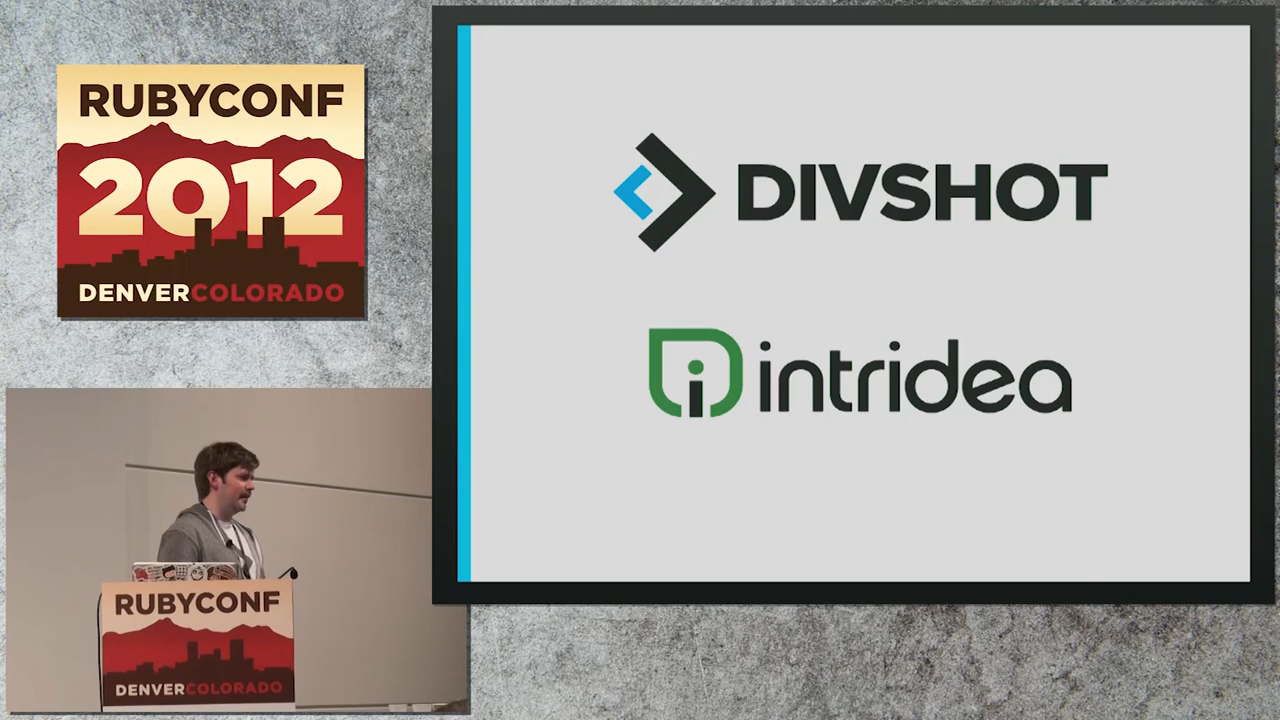 RUBYCONF
2012
DENVERCOLORADO
DIVSHOT
intridea
RUBYCONF
DENVERCOLORADO